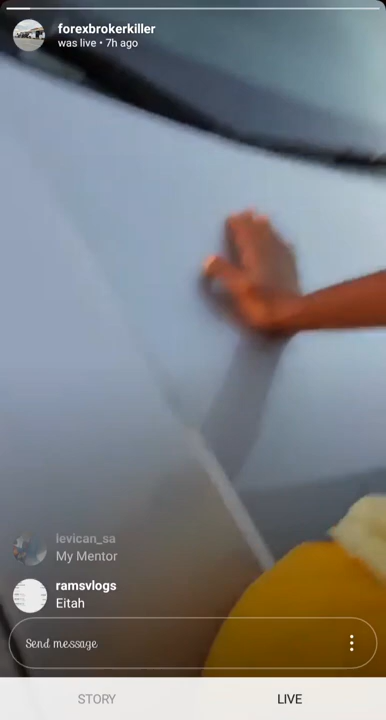 forexbrokerkiller
was live • 7h ago
levican_sa
My Mentor
ramsvlogs
Eitah
Send message
STORY
LIVE